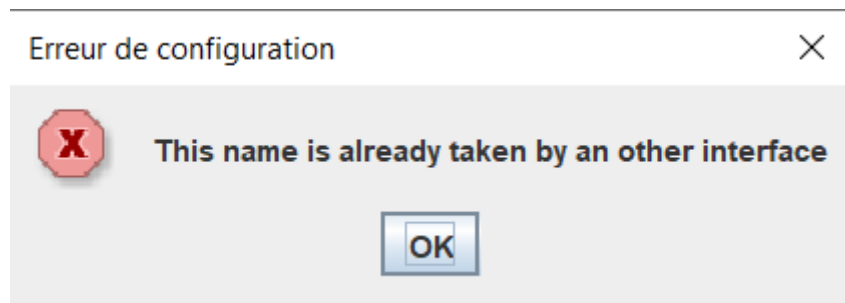 Erreur de configuration
This name is already taken by an other interface
OK